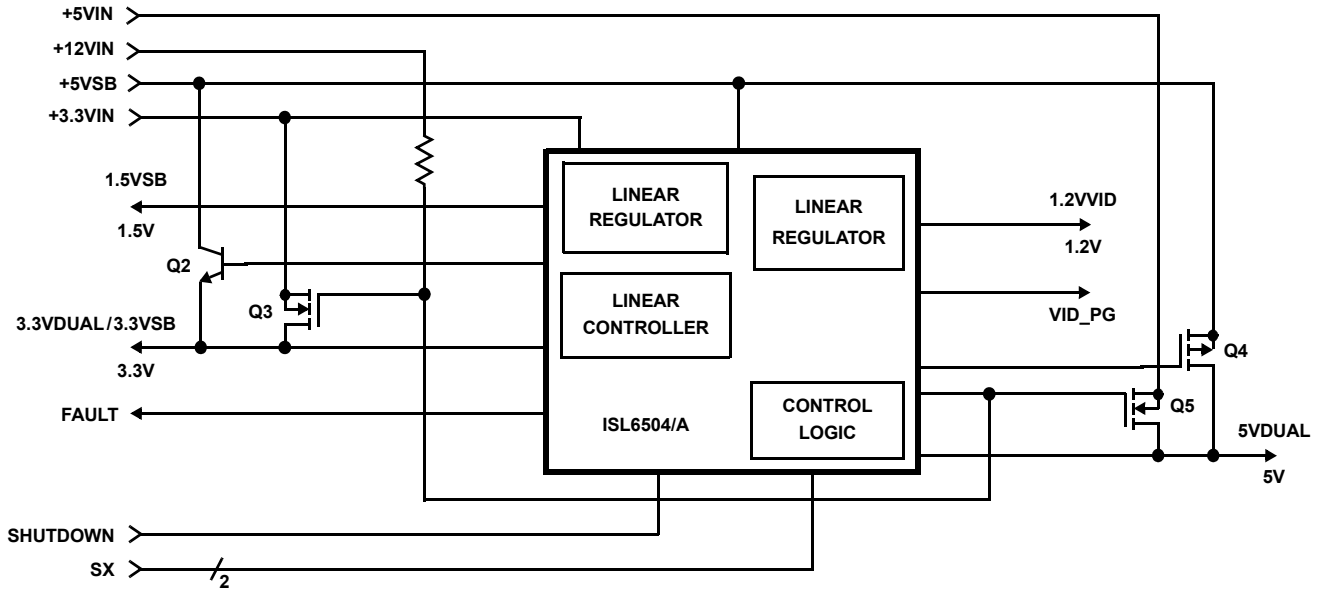 +5VIN
+12VIN
+5VSB
+3.3VIN
1.5VSB
1.5V
Q2
Q3
3.3VDUAL/3.3VSB
3.3V
FAULT
SHUTDOWN
SX
2
LINEAR
REGULATOR
LINEAR
CONTROLLER
ISL6504/A
LINEAR
REGULATOR
CONTROL
LOGIC
1.2VVID
1.2V
VID_PG
Q4
Q5
5VDUAL
5V